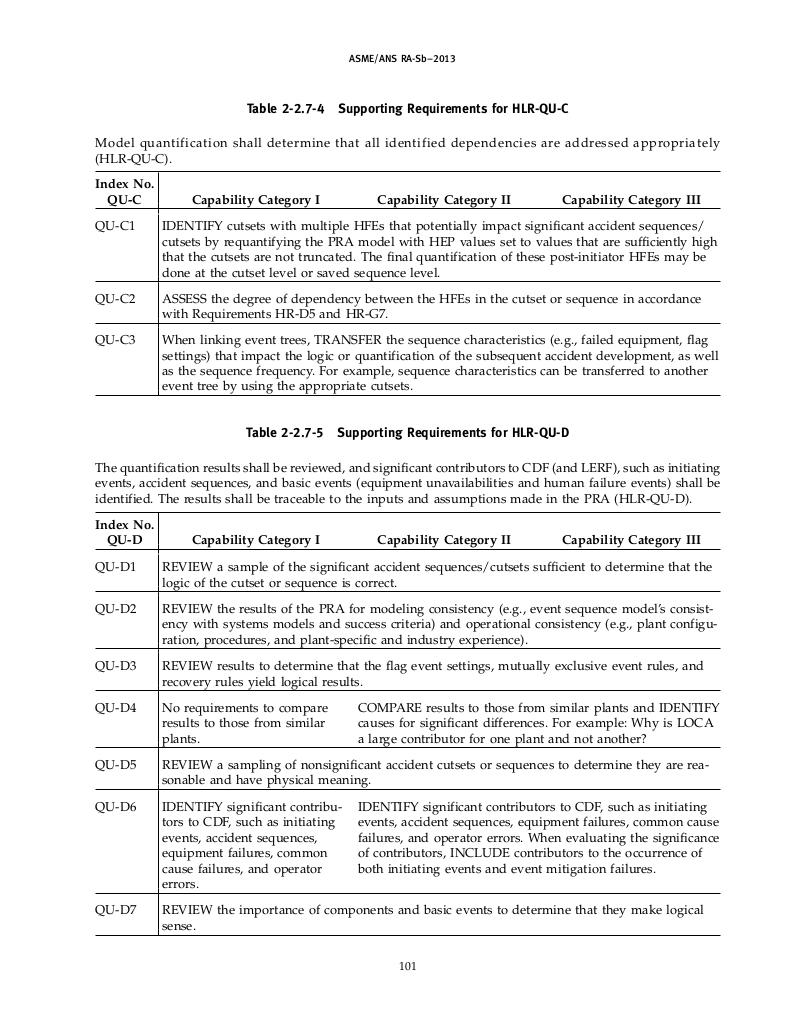 ASME/ANS RA-Sb–2013
Table 2-2.7-4 Supporting Requirements for HLR-QU-C
Model quantification shall determine that all identified dependencies are addressed appropriately
(HLR-QU-C).
Index No.
QU-C Capability Category I Capability Category II Capability Category III
QU-C1 IDENTIFY cutsets with multiple HFEs that potentially impact significant accident sequences/
cutsets by requantifying the PRA model with HEP values set to values that are sufficiently high
that the cutsets are not truncated. The final quantification of these post-initiator HFEs may be
done at the cutset level or saved sequence level.
QU-C2 ASSESS the degree of dependency between the HFEs in the cutset or sequence in accordance
with Requirements HR-D5 and HR-G7.
QU-C3 When linking event trees, TRANSFER the sequence characteristics (e.g., failed equipment, flag
settings) that impact the logic or quantification of the subsequent accident development, as well
as the sequence frequency. For example, sequence characteristics can be transferred to another
event tree by using the appropriate cutsets.
Table 2-2.7-5 Supporting Requirements for HLR-QU-D
The quantification results shall be reviewed, and significant contributors to CDF (and LERF), such as initiating
events, accident sequences, and basic events (equipment unavailabilities and human failure events) shall be
identified. The results shall be traceable to the inputs and assumptions made in the PRA (HLR-QU-D).
Index No.
QU-D Capability Category I Capability Category II Capability Category III
QU-D1 REVIEW a sample of the significant accident sequences/cutsets sufficient to determine that the
logic of the cutset or sequence is correct.
QU-D2 REVIEW the results of the PRA for modeling consistency (e.g., event sequence model's consist-
ency with systems models and success criteria) and operational consistency (e.g., plant configu-
ration, procedures, and plant-specific and industry experience).
QU-D3 REVIEW results to determine that the flag event settings, mutually exclusive event rules, and
recovery rules yield logical results.
QU-D4 No requirements to compare
results to those from similar
plants.
COMPARE results to those from similar plants and IDENTIFY
causes for significant differences. For example: Why is LOCA
a large contributor for one plant and not another?
QU-D5 REVIEW a sampling of nonsignificant accident cutsets or sequences to determine they are rea-
sonable and have physical meaning.
QU-D6 IDENTIFY significant contribu-
tors to CDF, such as initiating
events, accident sequences,
equipment failures, common
cause failures, and operator
errors.
IDENTIFY significant contributors to CDF, such as initiating
events, accident sequences, equipment failures, common cause
failures, and operator errors. When evaluating the significance
of contributors, INCLUDE contributors to the occurrence of
both initiating events and event mitigation failures.
QU-D7 REVIEW the importance of components and basic events to determine that they make logical
sense.
101